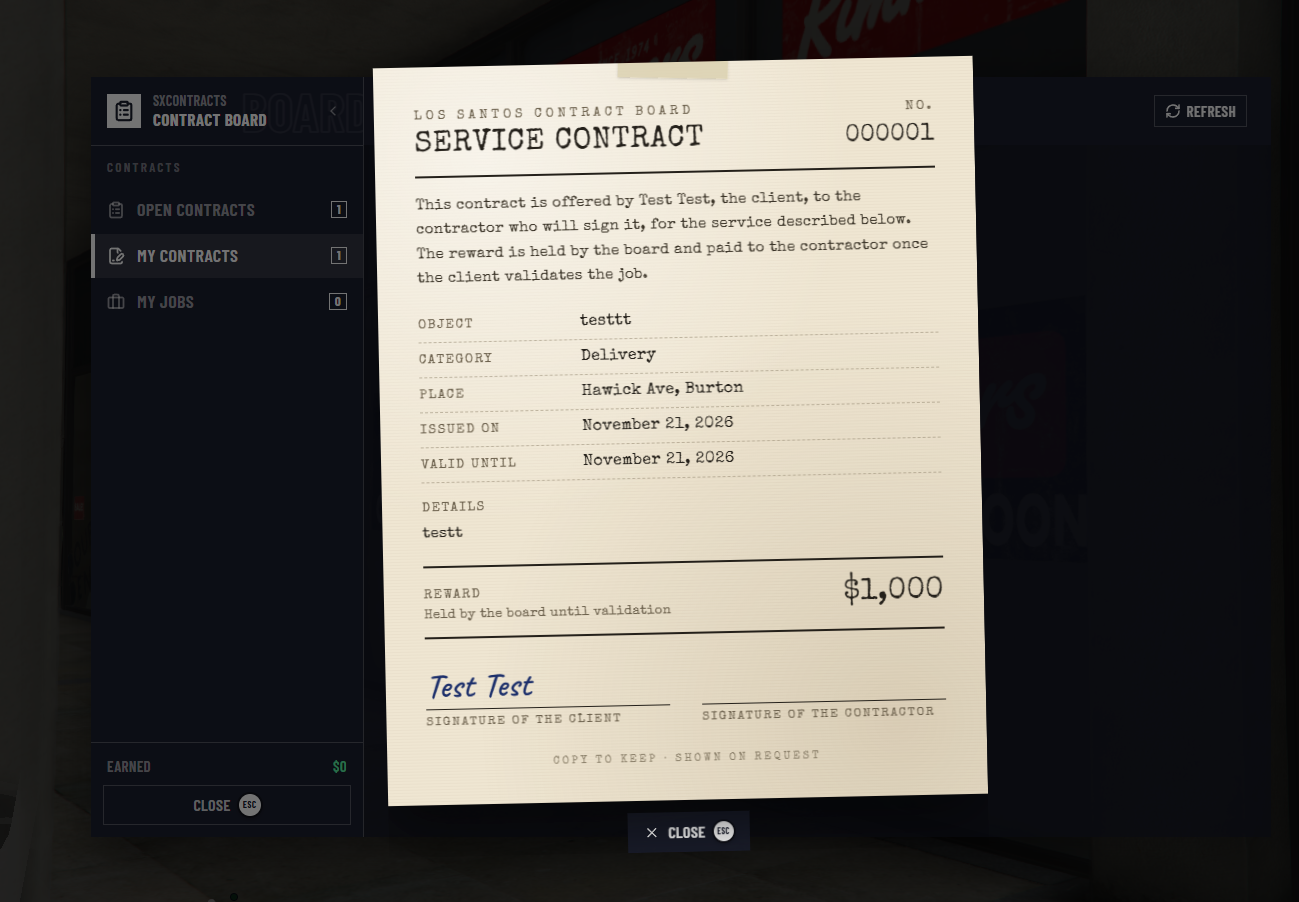 SXCONTRACTS
CONTRACT BOARD
BOARD
REFRESH
CONTRACTS
OPEN CONTRACTS 1
MY CONTRACTS 1
MY JOBS 0
EARNED $0
CLOSE ESC
LOS SANTOS CONTRACT BOARD NO.
SERVICE CONTRACT 000001
This contract is offered by Test Test, the client, to the
contractor who will sign it, for the service described below.
The reward is held by the board and paid to the contractor once
the client validates the job.
OBJECT testtt
CATEGORY Delivery
PLACE Hawick Ave, Burton
ISSUED ON November 21, 2026
VALID UNTIL November 21, 2026
DETAILS
testt
REWARD $1,000
Held by the board until validation
Test Test
SIGNATURE OF THE CLIENT SIGNATURE OF THE CONTRACTOR
COPY TO KEEP · SHOWN ON REQUEST
CLOSE ESC